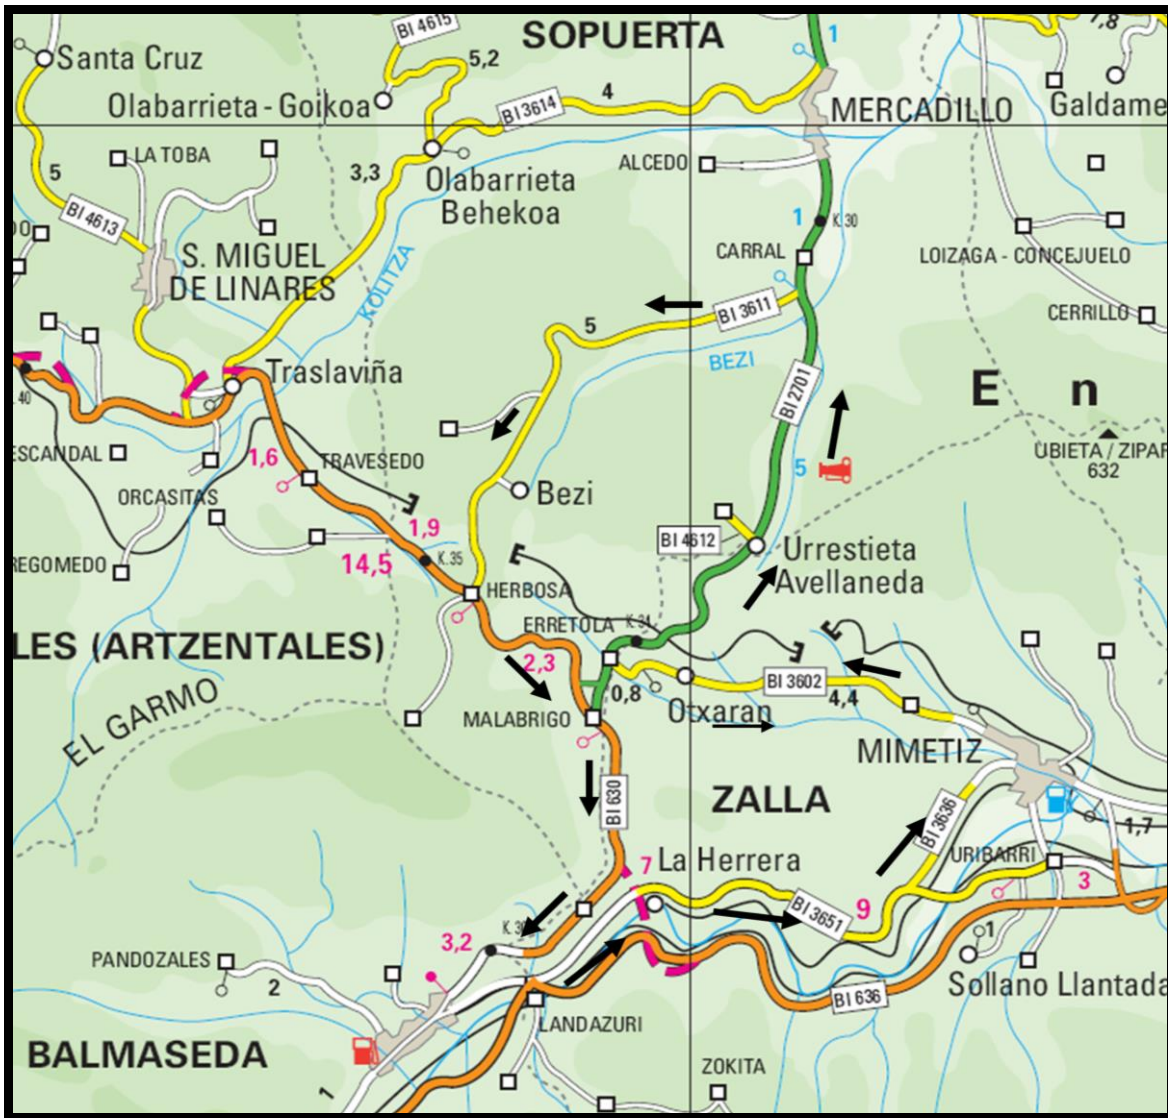 BI 4615
SOPUERTA
1
7,8
Santa Cruz
5,2
Olabarrieta - Goikoa
BI 3614
4
MERCADILLO
Galdame
LA TOBA
ALCEDO
5
3,3
Olabarrieta
Behekoa
BI 4613
1
K. 30
CARRAL
S. MIGUEL
DE LINARES
KOLITZA
LOIZAGA - CONCEJUELO
BI 3611
CERRILLO
5
BEZI
Traslaviña
BI 2701
E n
40
ESCANDAL
1,6
TRAVESEDO
5
UBIETA / ZIPAR
632
ORCASITAS
Bezi
1,9
14,5
K. 35
BI 4612
Urrestieta
Avellaneda
REGOMEDO
HERBOSA
ERRETOLA
LES (ARTZENTALES)
2,3
BI 3602
EL GARMO
0,8
Otxaran
4,4
MALABRIGO
MIMETIZ
BI 630
ZALLA
BI 3636
1,7
7
La Herrera
URIBARRI
3
BI 3651
9
3,2
PANDOZALES
1
2
BI 636
Sollano Llantada
LANDAZURI
BALMASEDA
ZOKITA
1